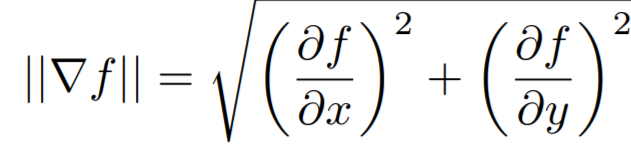 ||∇f|| = √((∂f/∂x)² + (∂f/∂y)²)